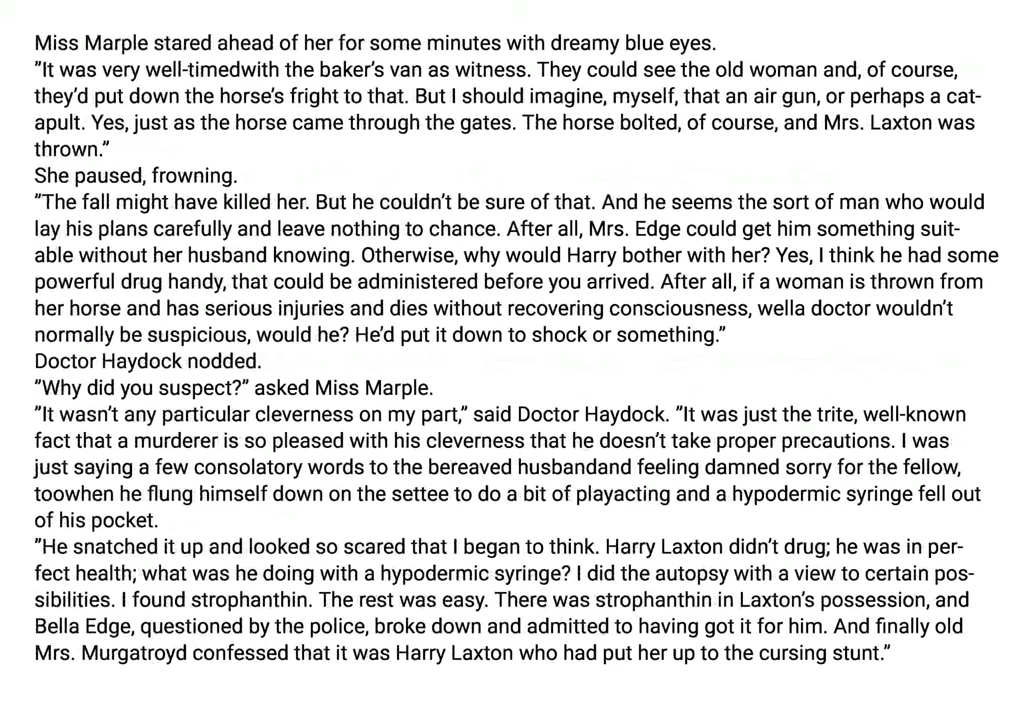 Miss Marple stared ahead of her for some minutes with dreamy blue eyes.
"It was very well-timedwith the baker's van as witness. They could see the old woman and, of course,
they'd put down the horse's fright to that. But I should imagine, myself, that an air gun, or perhaps a cat-
apult. Yes, just as the horse came through the gates. The horse bolted, of course, and Mrs. Laxton was
thrown."
She paused, frowning.
"The fall might have killed her. But he couldn't be sure of that. And he seems the sort of man who would
lay his plans carefully and leave nothing to chance. After all, Mrs. Edge could get him something suit-
able without her husband knowing. Otherwise, why would Harry bother with her? Yes, I think he had some
powerful drug handy, that could be administered before you arrived. After all, if a woman is thrown from
her horse and has serious injuries and dies without recovering consciousness, wella doctor wouldn't
normally be suspicious, would he? He'd put it down to shock or something."
Doctor Haydock nodded.
"Why did you suspect?" asked Miss Marple.
"It wasn't any particular cleverness on my part," said Doctor Haydock. "It was just the trite, well-known
fact that a murderer is so pleased with his cleverness that he doesn't take proper precautions. I was
just saying a few consolatory words to the bereaved husbandand feeling damned sorry for the fellow,
toowhen he flung himself down on the settee to do a bit of playacting and a hypodermic syringe fell out
of his pocket.
"He snatched it up and looked so scared that I began to think. Harry Laxton didn't drug; he was in per-
fect health; what was he doing with a hypodermic syringe? I did the autopsy with a view to certain pos-
sibilities. I found strophanthin. The rest was easy. There was strophanthin in Laxton's possession, and
Bella Edge, questioned by the police, broke down and admitted to having got it for him. And finally old
Mrs. Murgatroyd confessed that it was Harry Laxton who had put her up to the cursing stunt."